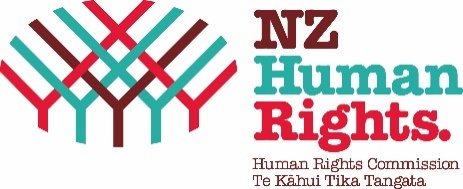 NZ
Human
Rights.
Human Rights Commission
Te Kāhui Tika Tangata